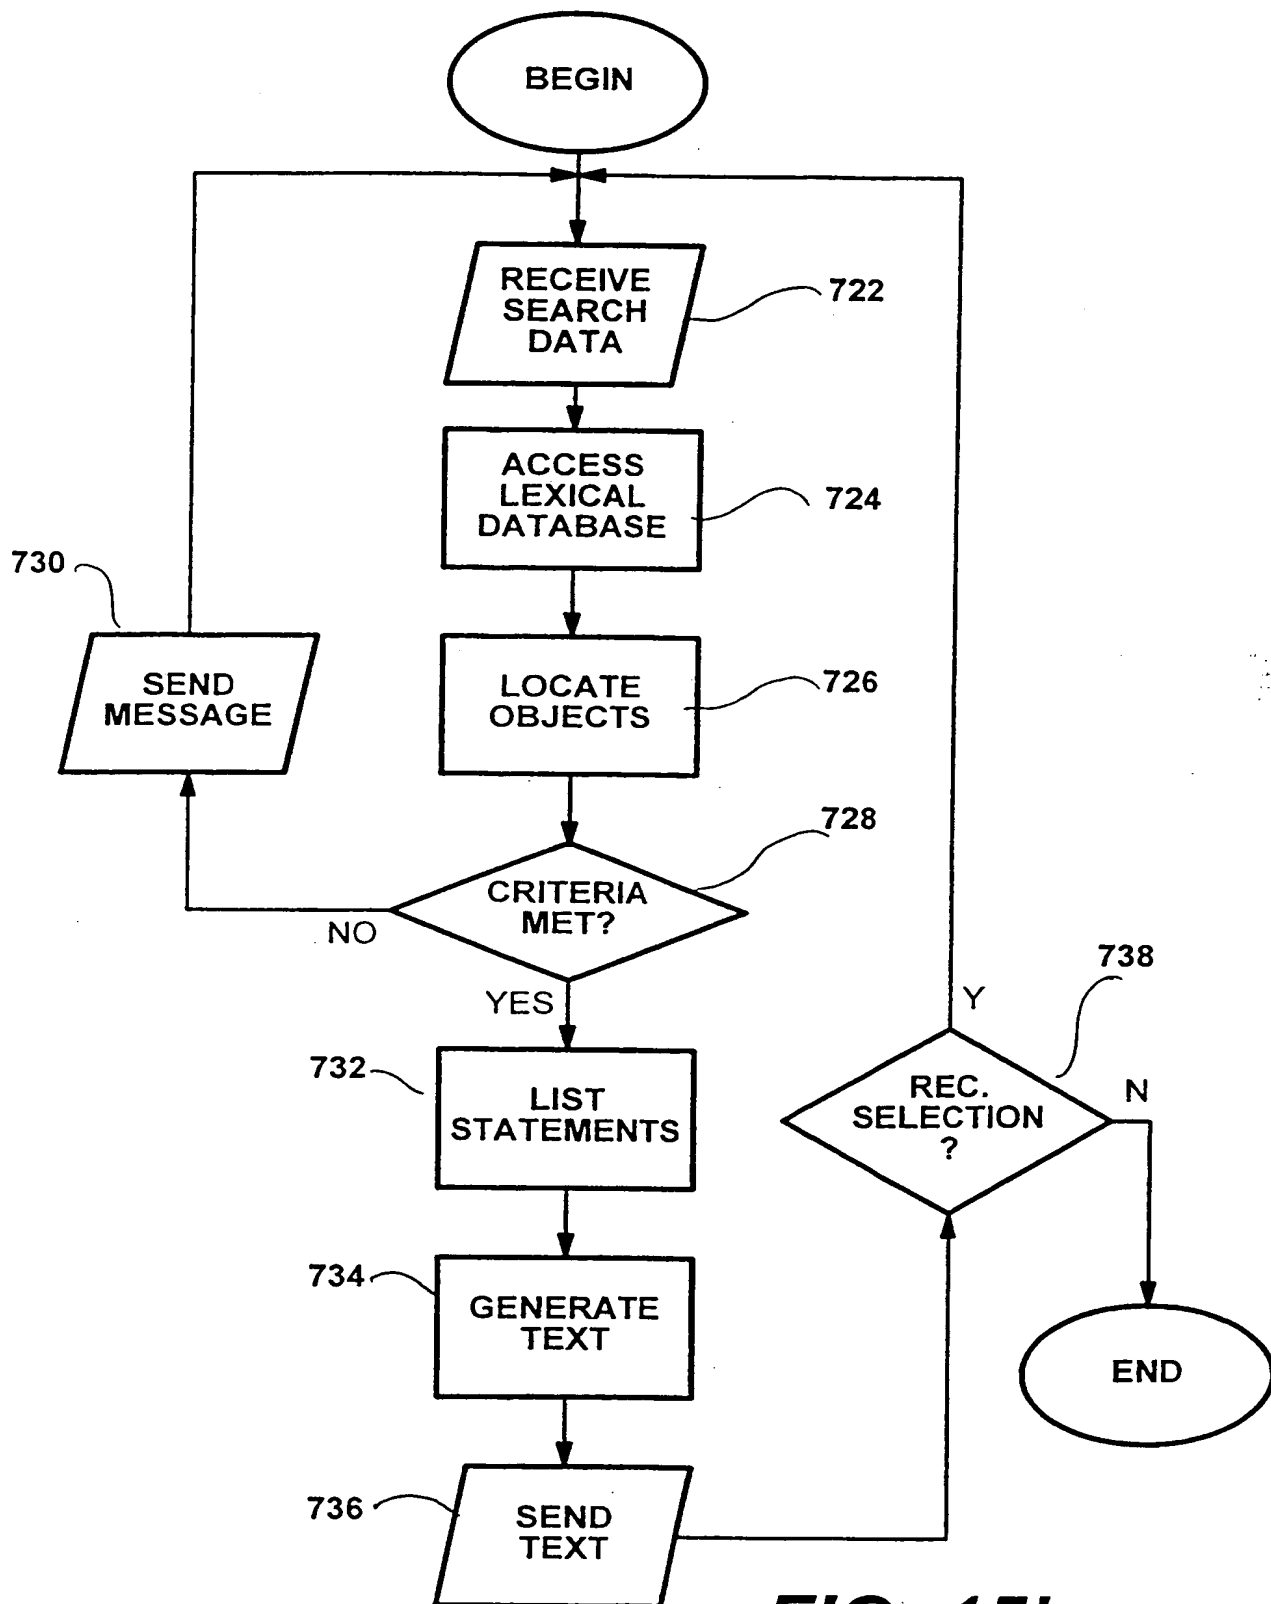 BEGIN
RECEIVE
SEARCH
DATA
722
ACCESS
LEXICAL
DATABASE
724
730
SEND
MESSAGE
LOCATE
OBJECTS
726
728
CRITERIA
MET?
NO
YES
738
Y
732
LIST
STATEMENTS
REC.
SELECTION
?
N
734
GENERATE
TEXT
END
736
SEND
TEXT